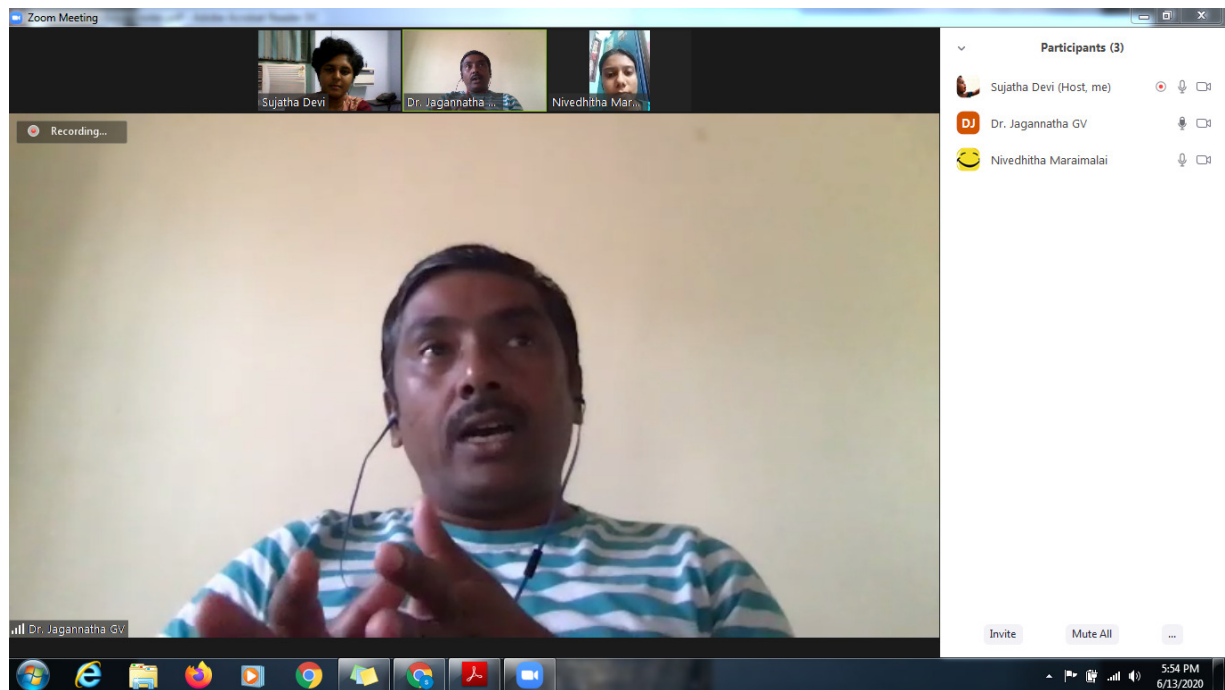 Zoom Meeting
Sujatha Devi
Dr. Jagannatha ...
Nivedhitha Mar...
Recording...
Dr. Jagannatha GV
Participants (3)
Sujatha Devi (Host, me)
DJ
Dr. Jagannatha GV
Nivedhitha Maraimalai
Invite
Mute All
...
5:54 PM
6/13/2020